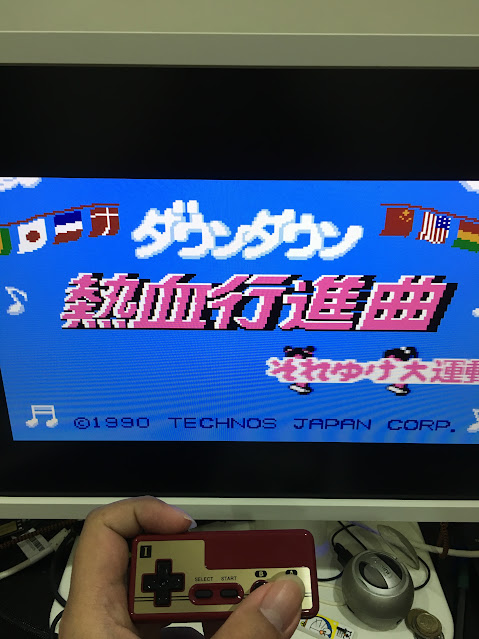 ダウンダウン
熱血行進曲
それゆけ大運動
©1990 TECHNOS JAPAN CORP.
I
SELECT START B A